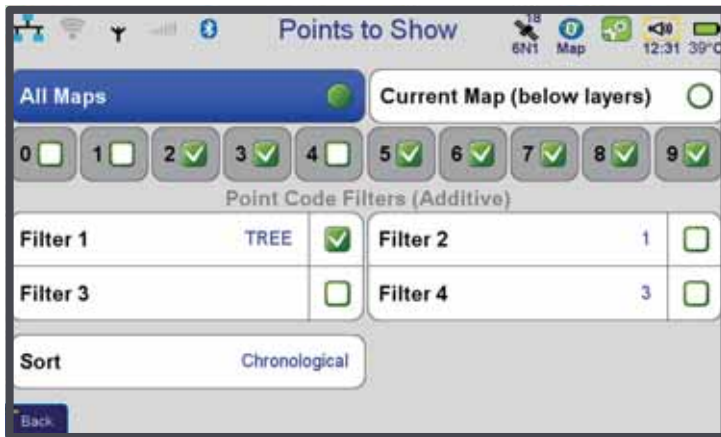 Points to Show
18
6N1 Map 12:31 39°C
All Maps
Current Map (below layers)
0 1 2 3 4 5 6 7 8 9
Point Code Filters (Additive)
Filter 1 TREE
Filter 2 1
Filter 3
Filter 4 3
Sort Chronological
Back